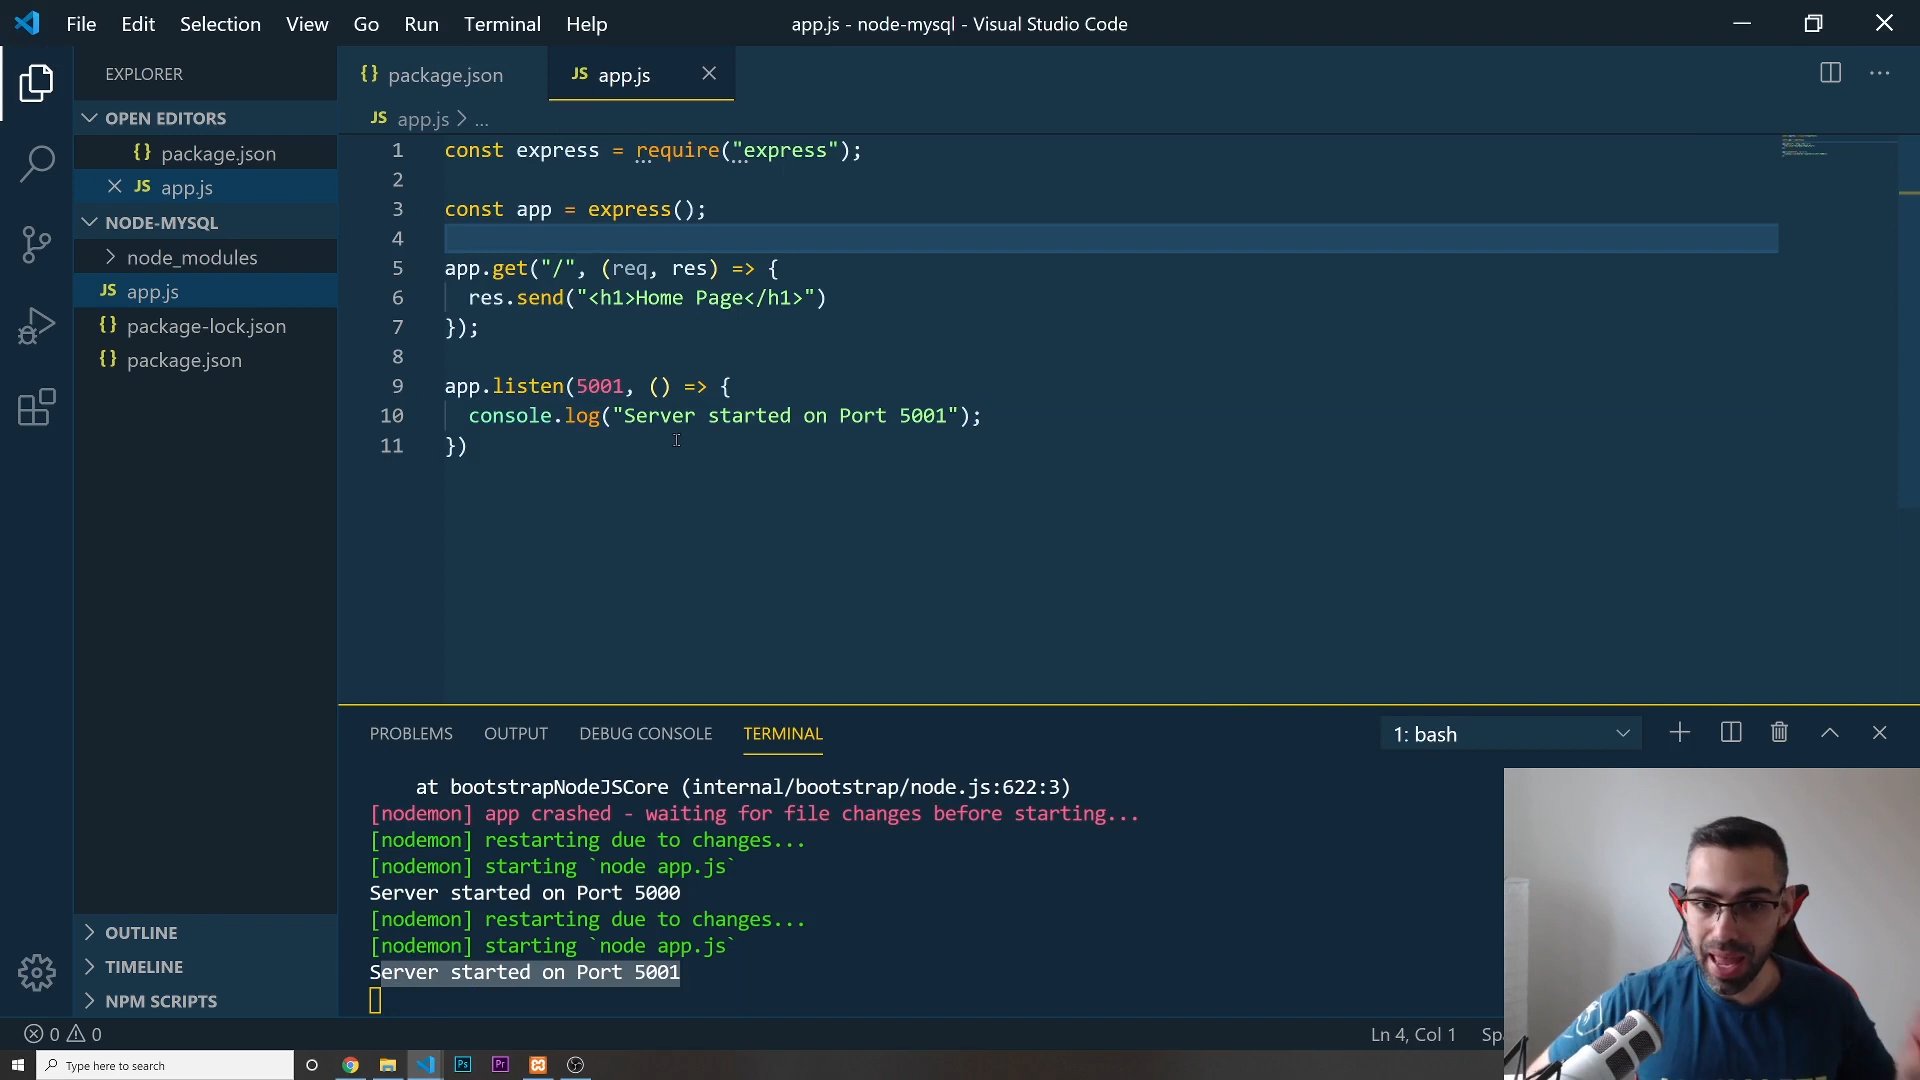 File Edit Selection View Go Run Terminal Help
app.js - node-mysql - Visual Studio Code
EXPLORER
OPEN EDITORS
{} package.json
JS app.js
NODE-MYSQL
node_modules
JS app.js
{} package-lock.json
{} package.json
OUTLINE
TIMELINE
NPM SCRIPTS
{} package.json
JS app.js
JS app.js > ...
1 const express = require("express");
2
3 const app = express();
4
5 app.get("/", (req, res) => {
6 res.send("<h1>Home Page</h1>")
7 });
8
9 app.listen(5001, () => {
10 console.log("Server started on Port 5001");
11 })
PROBLEMS OUTPUT DEBUG CONSOLE TERMINAL
1: bash
at bootstrapNodeJSCore (internal/bootstrap/node.js:622:3)
[nodemon] app crashed - waiting for file changes before starting...
[nodemon] restarting due to changes...
[nodemon] starting `node app.js`
Server started on Port 5000
[nodemon] restarting due to changes...
[nodemon] starting `node app.js`
Server started on Port 5001
0 0
Ln 4, Col 1 Sp
Type here to search
Ps
Pr